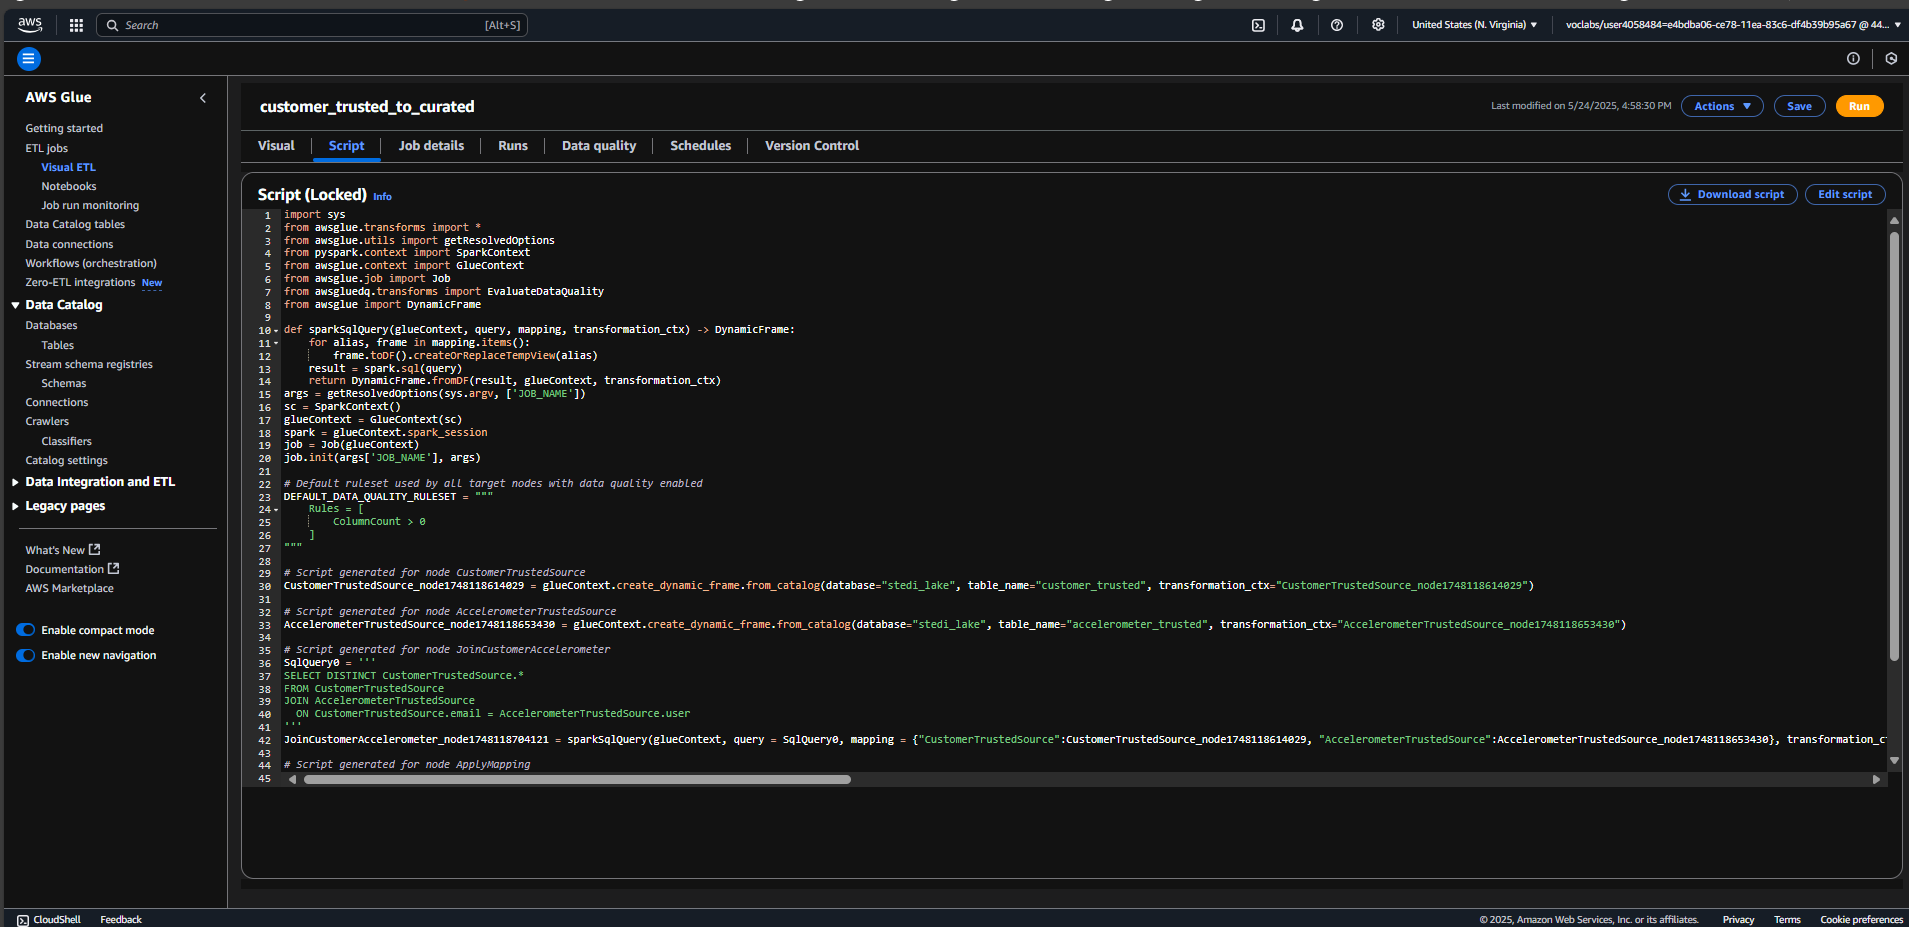 aws
Search
[Alt+S]
United States (N. Virginia)
voclabs/user4058484=e4bdba06-ce78-11ea-83c6-df4b39b95a67 @ 44...
AWS Glue
Getting started
ETL jobs
Visual ETL
Notebooks
Job run monitoring
Data Catalog tables
Data connections
Workflows (orchestration)
Zero-ETL integrations New
Data Catalog
Databases
Tables
Stream schema registries
Schemas
Connections
Crawlers
Classifiers
Catalog settings
Data Integration and ETL
Legacy pages
What's New
Documentation
AWS Marketplace
Enable compact mode
Enable new navigation
customer_trusted_to_curated
Last modified on 5/24/2025, 4:58:30 PM
Actions
Save
Run
Visual
Script
Job details
Runs
Data quality
Schedules
Version Control
Script (Locked) Info
Download script
Edit script
1 import sys
2 from awsglue.transforms import *
3 from awsglue.utils import getResolvedOptions
4 from pyspark.context import SparkContext
5 from awsglue.context import GlueContext
6 from awsglue.job import Job
7 from awsgluedq.transforms import EvaluateDataQuality
8 from awsglue import DynamicFrame
9
10 def sparkSqlQuery(glueContext, query, mapping, transformation_ctx) -> DynamicFrame:
11     for alias, frame in mapping.items():
12         frame.toDF().createOrReplaceTempView(alias)
13     result = spark.sql(query)
14     return DynamicFrame.fromDF(result, glueContext, transformation_ctx)
15 args = getResolvedOptions(sys.argv, ['JOB_NAME'])
16 sc = SparkContext()
17 glueContext = GlueContext(sc)
18 spark = glueContext.spark_session
19 job = Job(glueContext)
20 job.init(args['JOB_NAME'], args)
21
22 # Default ruleset used by all target nodes with data quality enabled
23 DEFAULT_DATA_QUALITY_RULESET = """
24     Rules = [
25         ColumnCount > 0
26     ]
27 """
28
29 # Script generated for node CustomerTrustedSource
30 CustomerTrustedSource_node1748118614029 = glueContext.create_dynamic_frame.from_catalog(database="stedi_lake", table_name="customer_trusted", transformation_ctx="CustomerTrustedSource_node1748118614029")
31
32 # Script generated for node AccelerometerTrustedSource
33 AccelerometerTrustedSource_node1748118653430 = glueContext.create_dynamic_frame.from_catalog(database="stedi_lake", table_name="accelerometer_trusted", transformation_ctx="AccelerometerTrustedSource_node1748118653430")
34
35 # Script generated for node JoinCustomerAccelerometer
36 SqlQuery0 = '''
37 SELECT DISTINCT CustomerTrustedSource.*
38 FROM CustomerTrustedSource
39 JOIN AccelerometerTrustedSource
40   ON CustomerTrustedSource.email = AccelerometerTrustedSource.user
41 '''
42 JoinCustomerAccelerometer_node1748118704121 = sparkSqlQuery(glueContext, query = SqlQuery0, mapping = {"CustomerTrustedSource":CustomerTrustedSource_node1748118614029, "AccelerometerTrustedSource":AccelerometerTrustedSource_node1748118653430}, transformation_c
43
44 # Script generated for node ApplyMapping
45
CloudShell
Feedback
© 2025, Amazon Web Services, Inc. or its affiliates.
Privacy
Terms
Cookie preferences